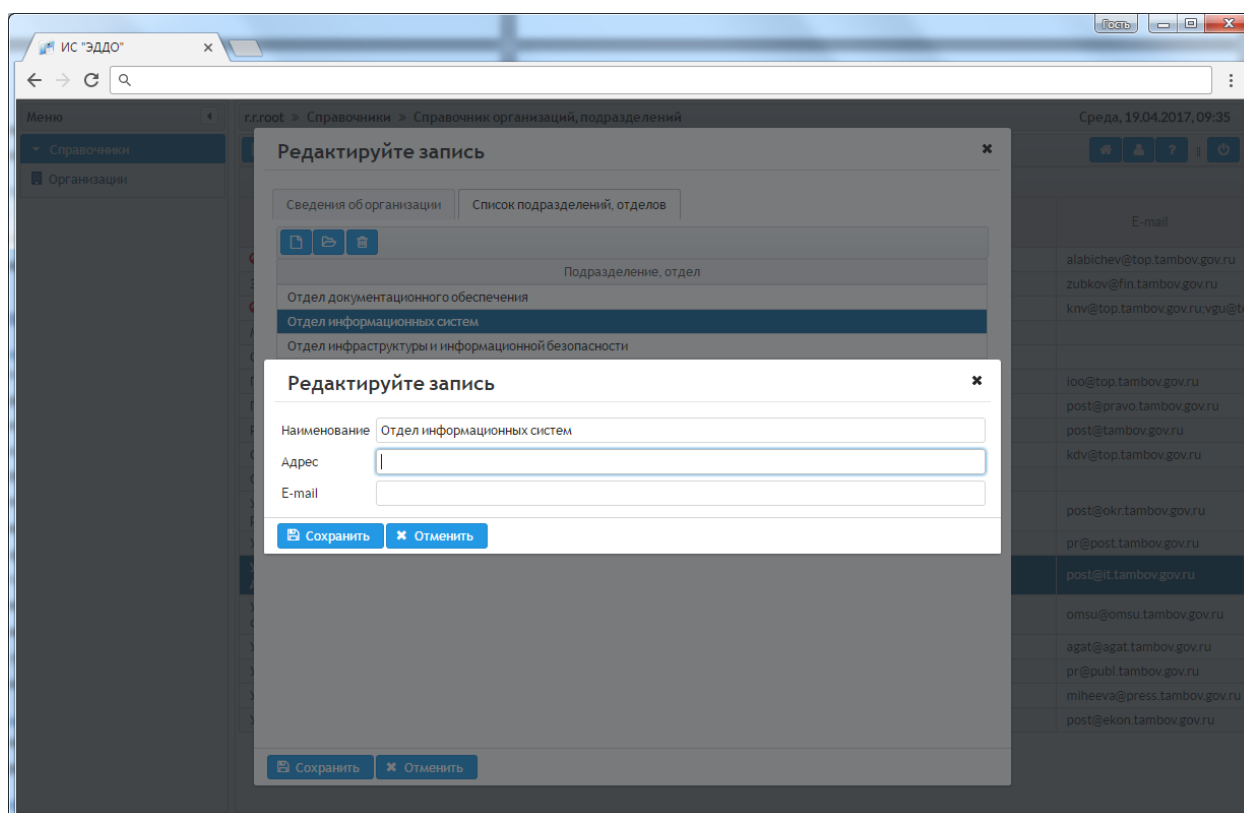 Гость
ИС "ЭДДО"
Меню
r.r.root » Справочники » Справочник организаций, подразделений
Среда, 19.04.2017, 09:35
Справочники
Организации
Редактируйте запись
Сведения об организации
Список подразделений, отделов
Подразделение, отдел
E-mail
Отдел документационного обеспечения
Отдел информационных систем
Отдел инфраструктуры и информационной безопасности
alabichev@top.tambov.gov.ru
zubkov@fin.tambov.gov.ru
knv@top.tambov.gov.ru;vgu@t
Редактируйте запись
Наименование Отдел информационных систем
Адрес
E-mail
Сохранить
Отменить
ioo@top.tambov.gov.ru
post@pravo.tambov.gov.ru
post@tambov.gov.ru
kdv@top.tambov.gov.ru
post@okr.tambov.gov.ru
pr@post.tambov.gov.ru
post@it.tambov.gov.ru
omsu@omsu.tambov.gov.ru
agat@agat.tambov.gov.ru
pr@publ.tambov.gov.ru
miheeva@press.tambov.gov.ru
post@ekon.tambov.gov.ru
Сохранить
Отменить